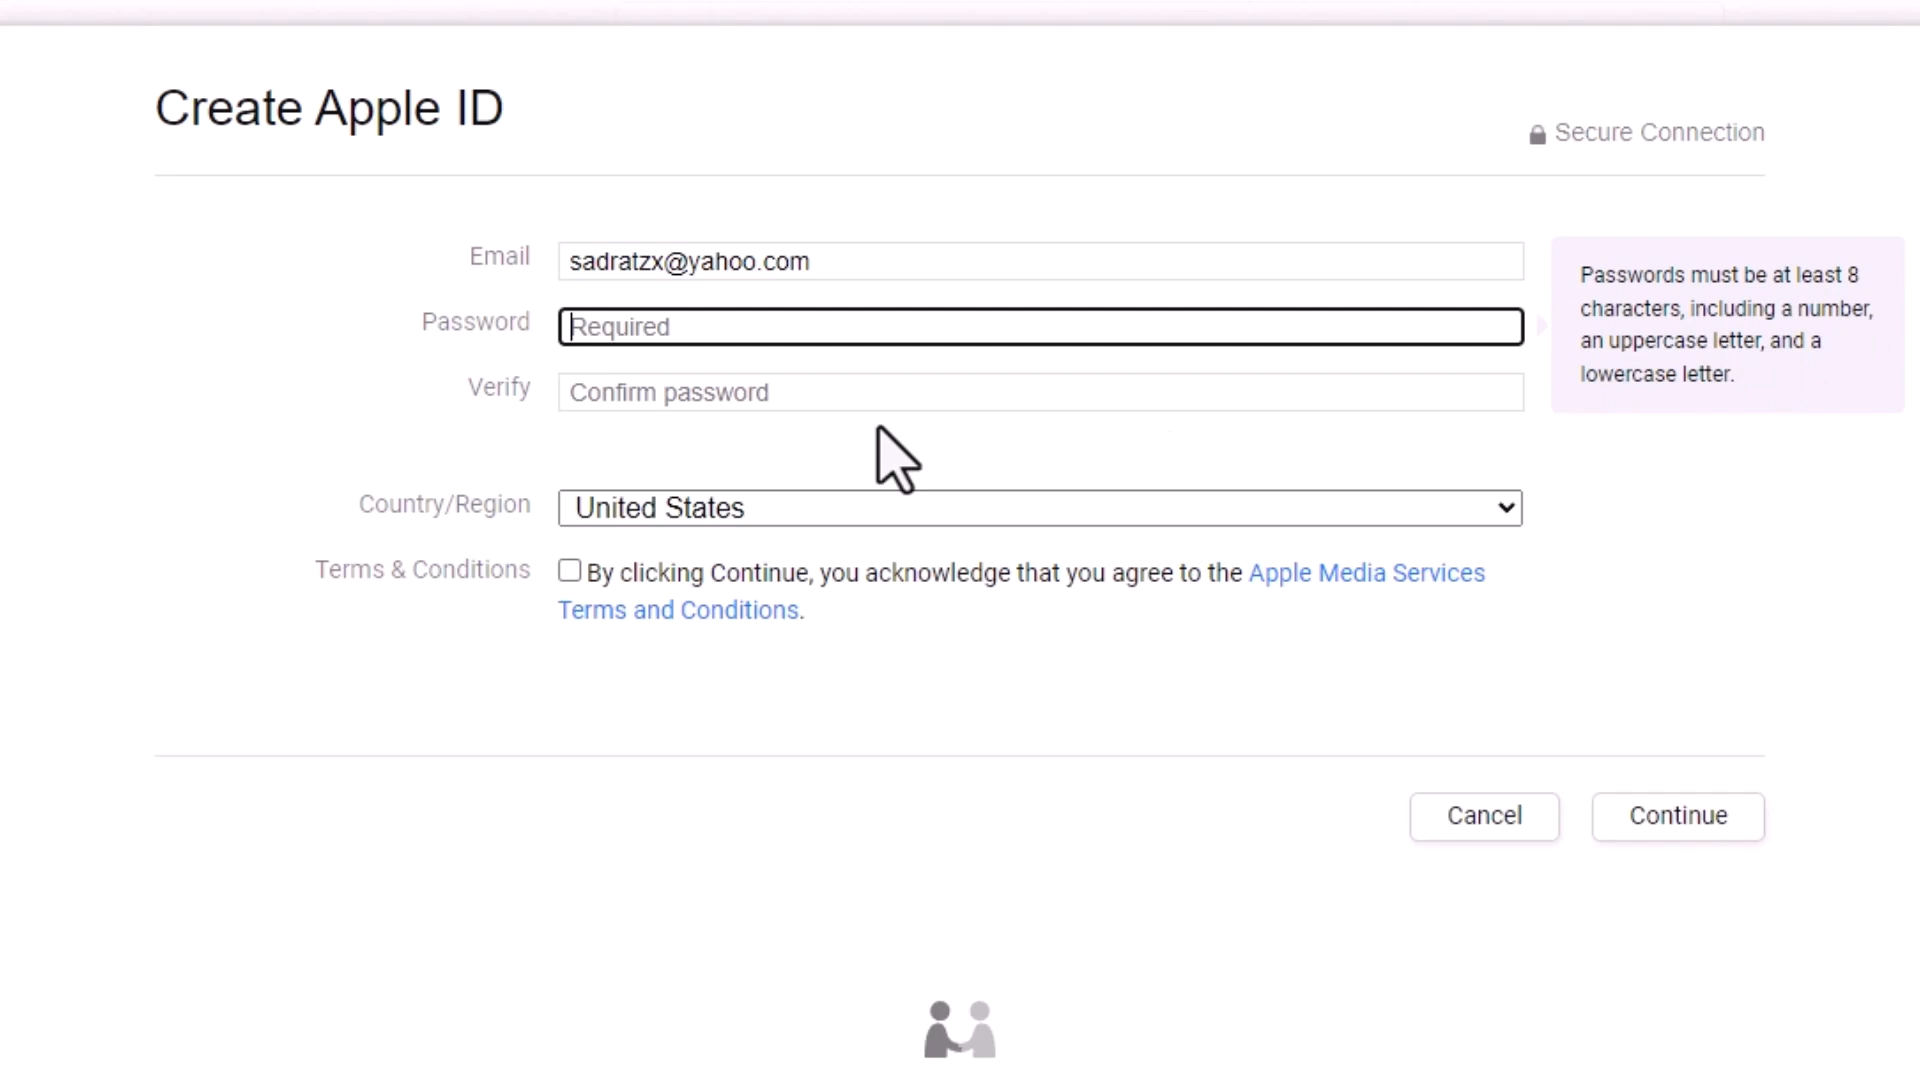 Create Apple ID
Secure Connection
Email
sadratzx@yahoo.com
Password
Required
Passwords must be at least 8
characters, including a number,
an uppercase letter, and a
lowercase letter.
Verify
Confirm password
Country/Region
United States
Terms & Conditions
By clicking Continue, you acknowledge that you agree to the Apple Media Services
Terms and Conditions.
Cancel
Continue